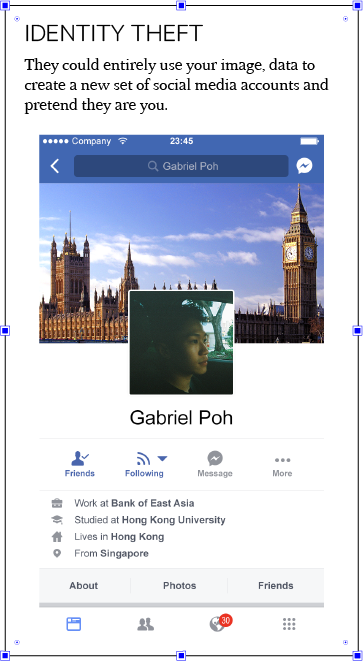 IDENTITY THEFT
They could entirely use your image, data to
create a new set of social media accounts and
pretend they are you.
Company 23:45
Gabriel Poh
Gabriel Poh
Friends Following Message More
Work at Bank of East Asia
Studied at Hong Kong University
Lives in Hong Kong
From Singapore
About Photos Friends
30